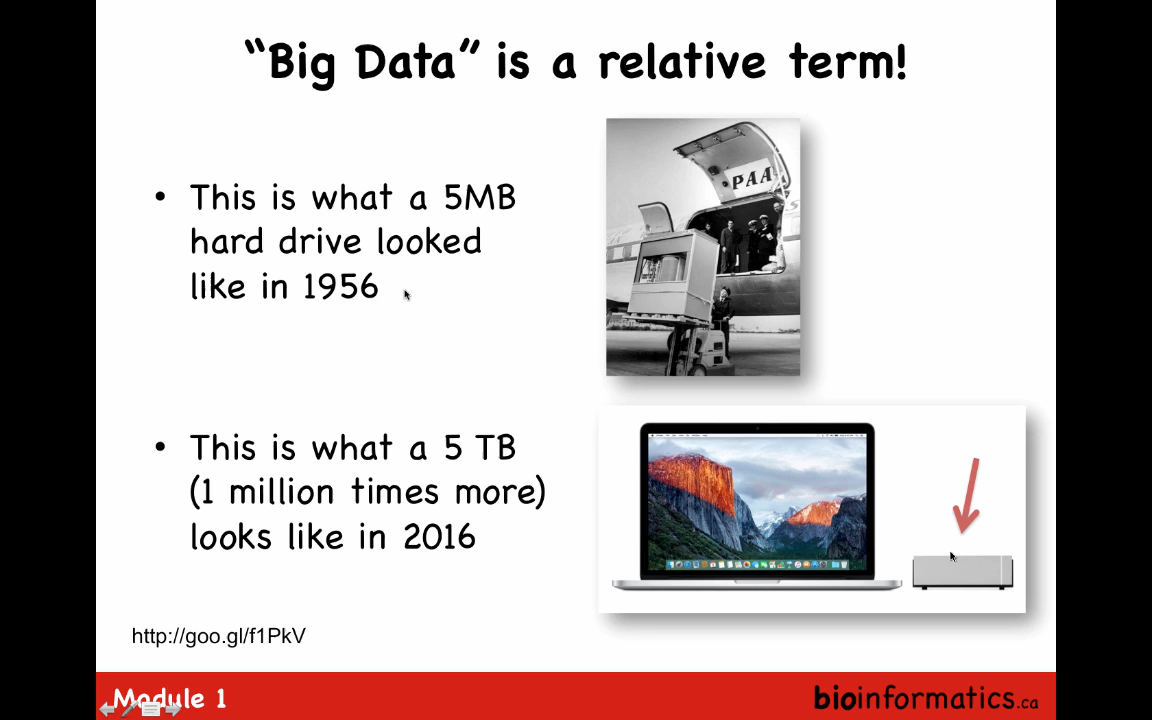 “Big Data” is a relative term!
• This is what a 5MB
hard drive looked
like in 1956
PAA
• This is what a 5 TB
(1 million times more)
looks like in 2016
http://goo.gl/f1PkV
Module 1
bioinformatics.ca